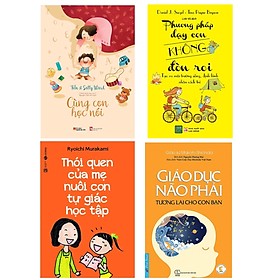 Tiến sĩ Sally Ward
Cùng con
học nói
Daniel J. Siegel - Tina Payne Bryson
Phương pháp
dạy con
KHÔNG
đòn roi
Ryoichi Murakami
Thói quen
của mẹ
nuôi con
tự giác
học tập
GIÁO DỤC
NÃO PHẢI
TƯƠNG LAI CHO CON BẠN